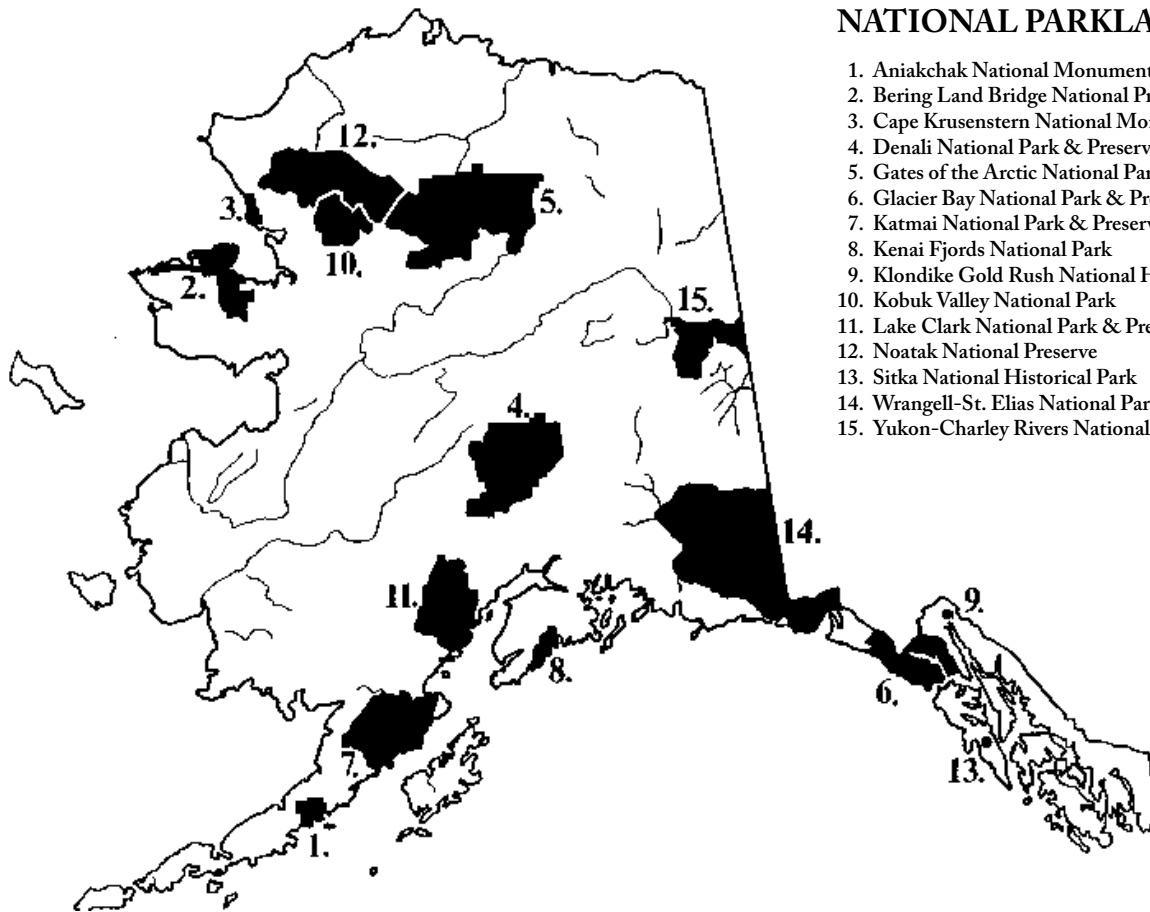 NATIONAL PARKLA
1. Aniakchak National Monument
2. Bering Land Bridge National Pr
3. Cape Krusenstern National Mo
4. Denali National Park & Preserv
5. Gates of the Arctic National Par
6. Glacier Bay National Park & Pr
7. Katmai National Park & Preserv
8. Kenai Fjords National Park
9. Klondike Gold Rush National H
10. Kobuk Valley National Park
11. Lake Clark National Park & Pre
12. Noatak National Preserve
13. Sitka National Historical Park
14. Wrangell-St. Elias National Par
15. Yukon-Charley Rivers National
12.
3.
5.
10.
2.
15.
4.
14.
11.
9.
8.
6.
7.
13.
1.